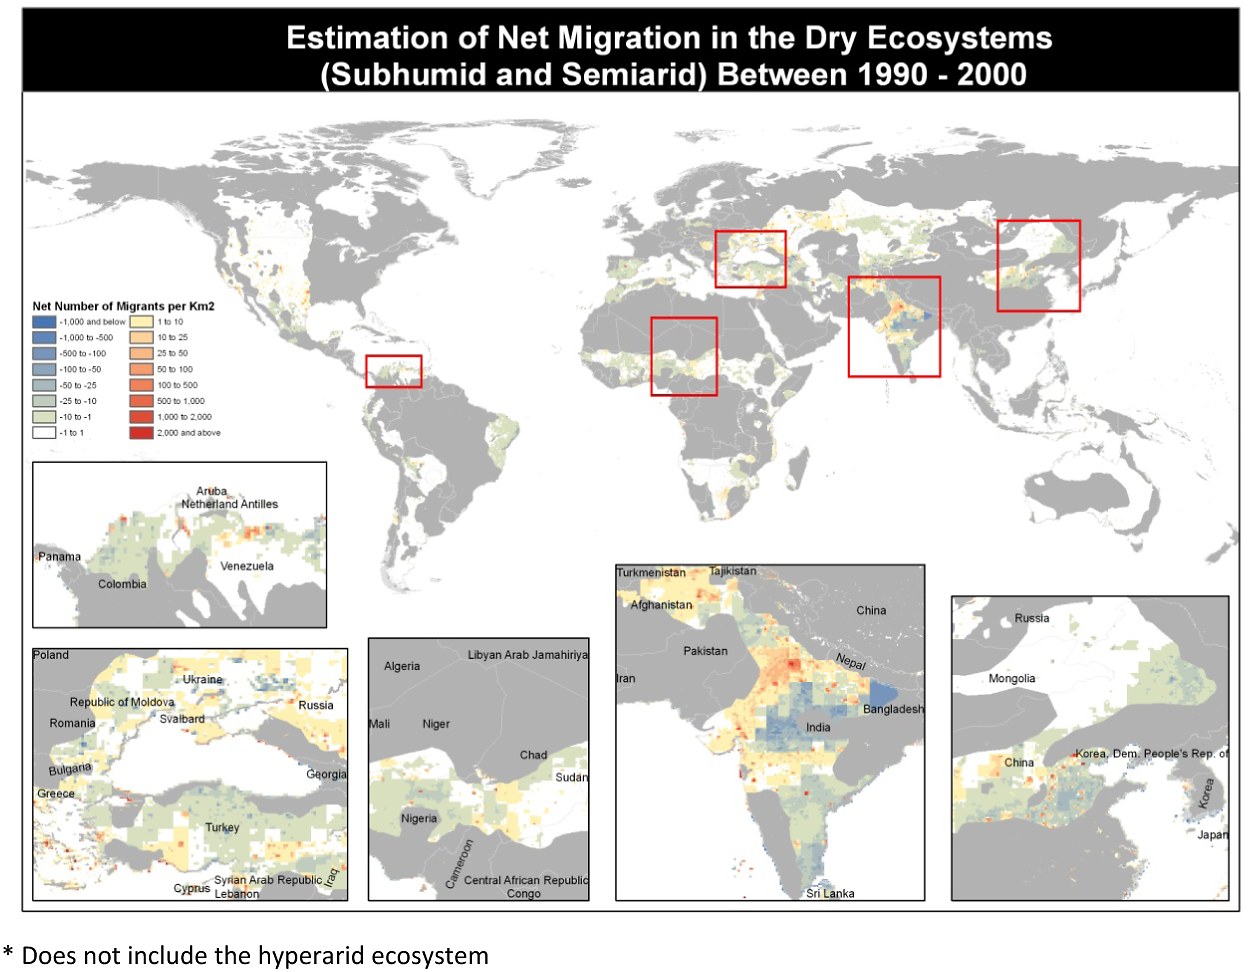 Estimation of Net Migration in the Dry Ecosystems
(Subhumid and Semiarid) Between 1990 - 2000
Net Number of Migrants per Km2
-1,000 and below
-1,000 to -500
-500 to -100
-100 to -50
-50 to -25
-25 to -10
-10 to -1
-1 to 1
1 to 10
10 to 25
25 to 50
50 to 100
100 to 500
500 to 1,000
1,000 to 2,000
2,000 and above
Aruba
Netherland Antilles
Panama
Venezuela
Colombia
Poland
Ukraine
Republic of Moldova
Russia
Svalbard
Romania
Bulgaria
Georgia
Greece
Turkey
Syrian Arab Republic
Iraq
Cyprus
Lebanon
Libyan Arab Jamahiriya
Algeria
Mali
Niger
Chad
Sudan
Nigeria
Cameroon
Central African Republic
Congo
Turkmenistan
Tajikistan
Afghanistan
China
Pakistan
Nepal
Iran
Bangladesh
India
Sri Lanka
Russia
Mongolia
Korea, Dem. People's Rep. of
China
Korea
Japan
* Does not include the hyperarid ecosystem